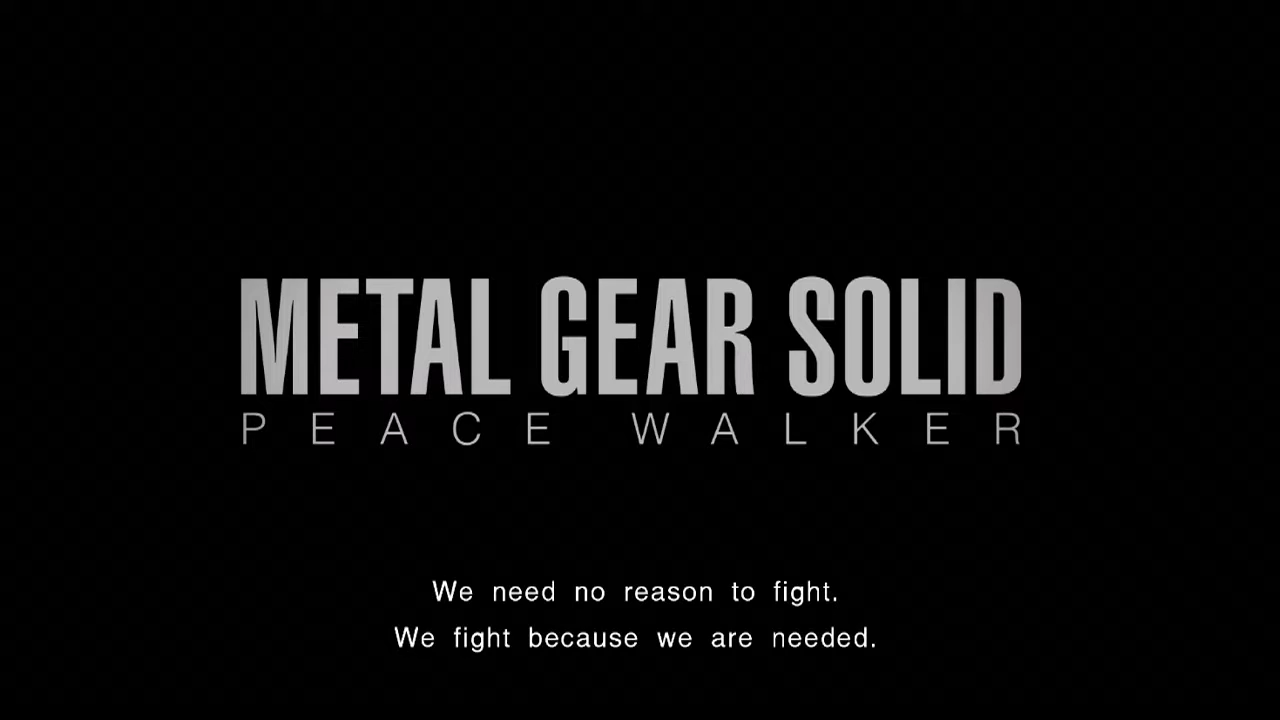 METAL GEAR SOLID
PEACE WALKER
We need no reason to fight.
We fight because we are needed.